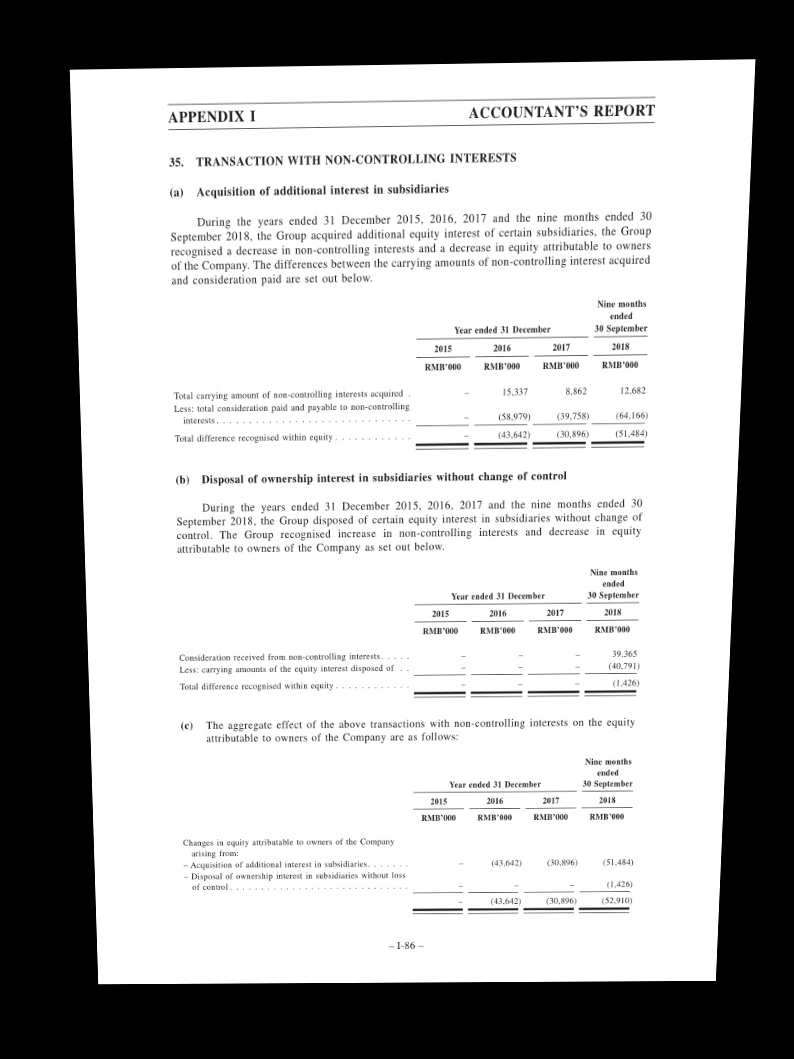 APPENDIX I ACCOUNTANT'S REPORT
35. TRANSACTION WITH NON-CONTROLLING INTERESTS
(a) Acquisition of additional interest in subsidiaries
During the years ended 31 December 2015, 2016, 2017 and the nine months ended 30
September 2018, the Group acquired additional equity interest of certain subsidiaries, the Group
recognised a decrease in non-controlling interests and a decrease in equity attributable to owners
of the Company. The differences between the carrying amounts of non-controlling interest acquired
and consideration paid are set out below.
Nine months
ended
Year ended 31 December 30 September
2015 2016 2017 2018
RMB'000 RMB'000 RMB'000 RMB'000
Total carrying amount of non-controlling interests acquired . – 15,337 8,862 12,682
Less: total consideration paid and payable to non-controlling
interests. . . . . . . . . . . . . . . . . . . . . . . . . . . . . . – (58,979) (39,758) (64,166)
Total difference recognised within equity . . . . . . . . . . . . – (43,642) (30,896) (51,484)
(b) Disposal of ownership interest in subsidiaries without change of control
During the years ended 31 December 2015, 2016, 2017 and the nine months ended 30
September 2018, the Group disposed of certain equity interest in subsidiaries without change of
control. The Group recognised increase in non-controlling interests and decrease in equity
attributable to owners of the Company as set out below.
Nine months
ended
Year ended 31 December 30 September
2015 2016 2017 2018
RMB'000 RMB'000 RMB'000 RMB'000
Consideration received from non-controlling interests. . . . . – – – 39,365
Less: carrying amounts of the equity interest disposed of . . – – – (40,791)
Total difference recognised within equity . . . . . . . . . . . . – – – (1,426)
(c) The aggregate effect of the above transactions with non-controlling interests on the equity
attributable to owners of the Company are as follows:
Nine months
ended
Year ended 31 December 30 September
2015 2016 2017 2018
RMB'000 RMB'000 RMB'000 RMB'000
Changes in equity attributable to owners of the Company
arising from:
– Acquisition of additional interest in subsidiaries. . . . . . . – (43,642) (30,896) (51,484)
– Disposal of ownership interest in subsidiaries without loss
of control . . . . . . . . . . . . . . . . . . . . . . . . . . . . . – – – (1,426)
– (43,642) (30,896) (52,910)
– I-86 –